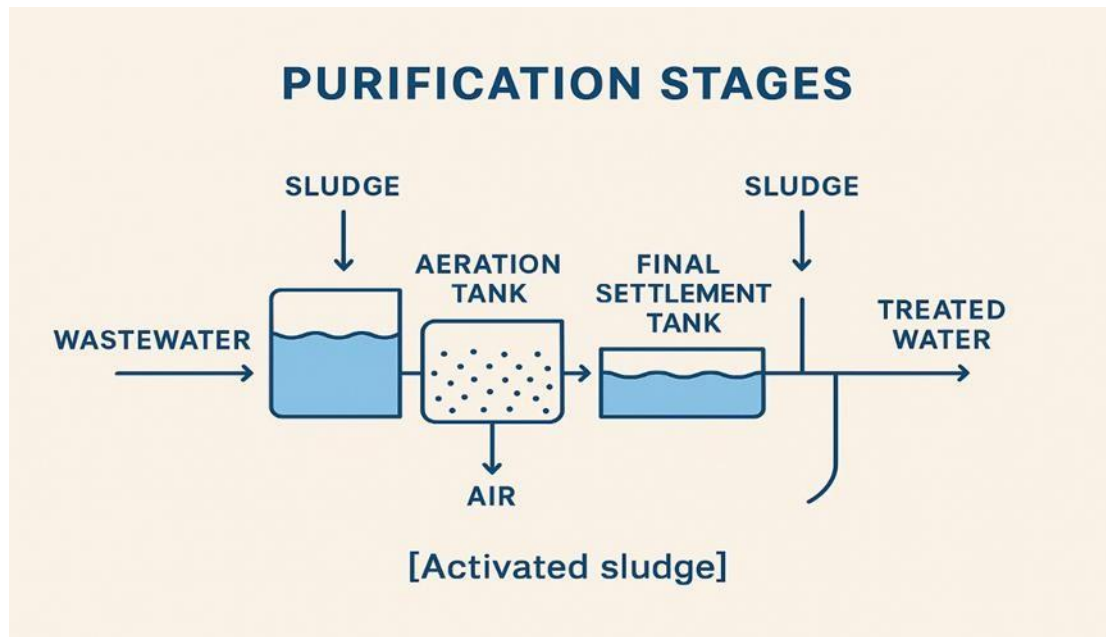 PURIFICATION STAGES
SLUDGE
SLUDGE
AERATION
TANK
FINAL
SETTLEMENT
TANK
WASTEWATER
TREATED
WATER
AIR
[Activated sludge]